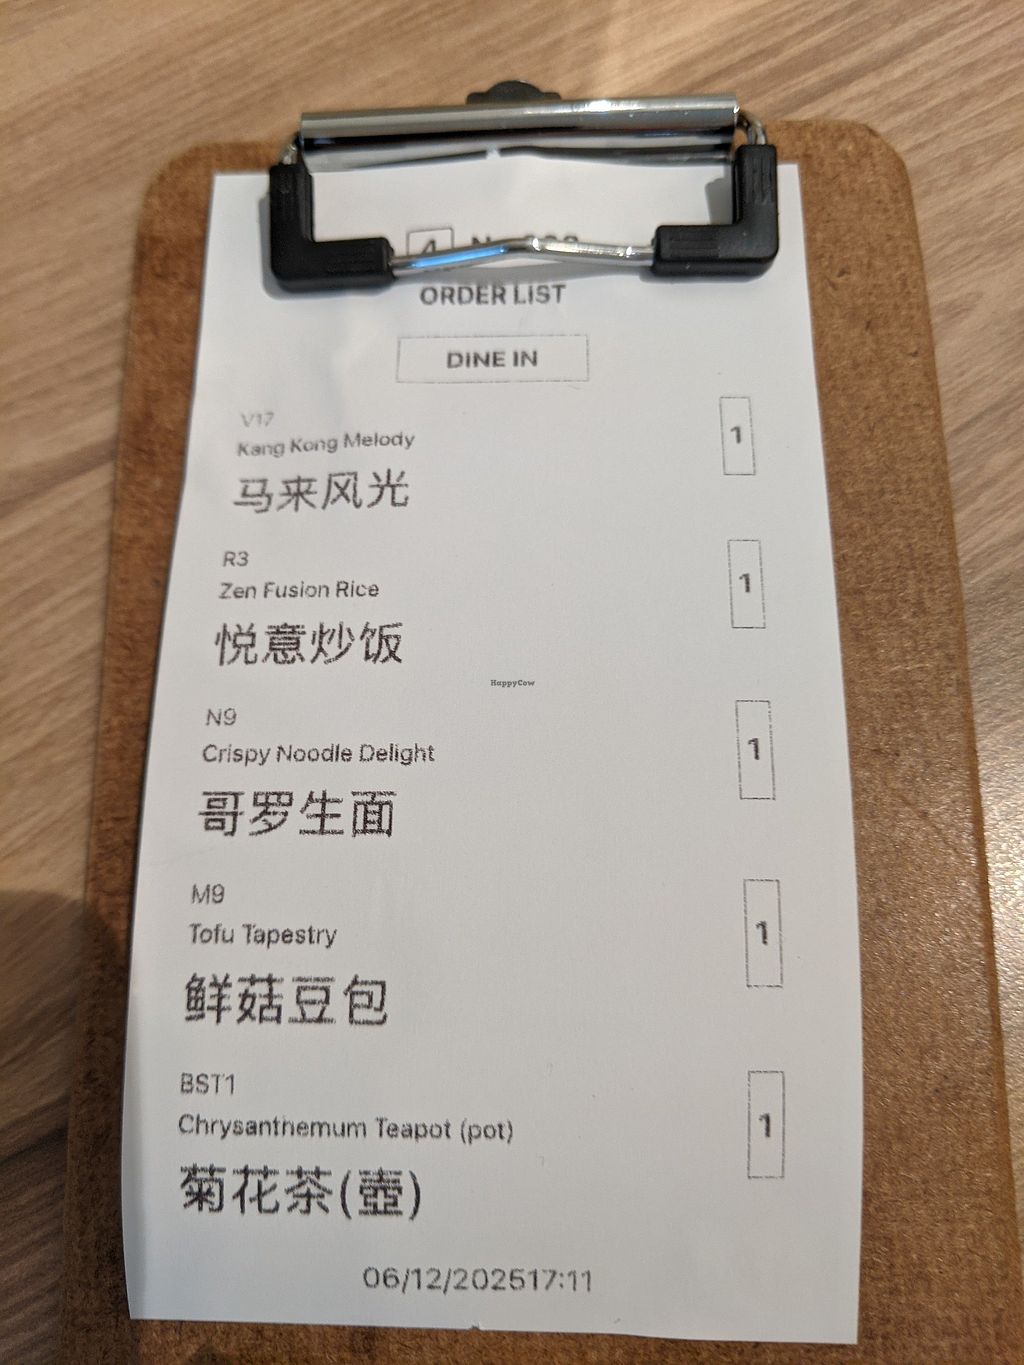 ORDER LIST
DINE IN
V17
Kang Kong Melody
1
马来风光
R3
Zen Fusion Rice
1
悦意炒饭
HappyCow
N9
Crispy Noodle Delight
1
哥罗生面
M9
Tofu Tapestry
1
鲜菇豆包
BST1
Chrysanthemum Teapot (pot)
1
菊花茶(壺)
06/12/202517:11